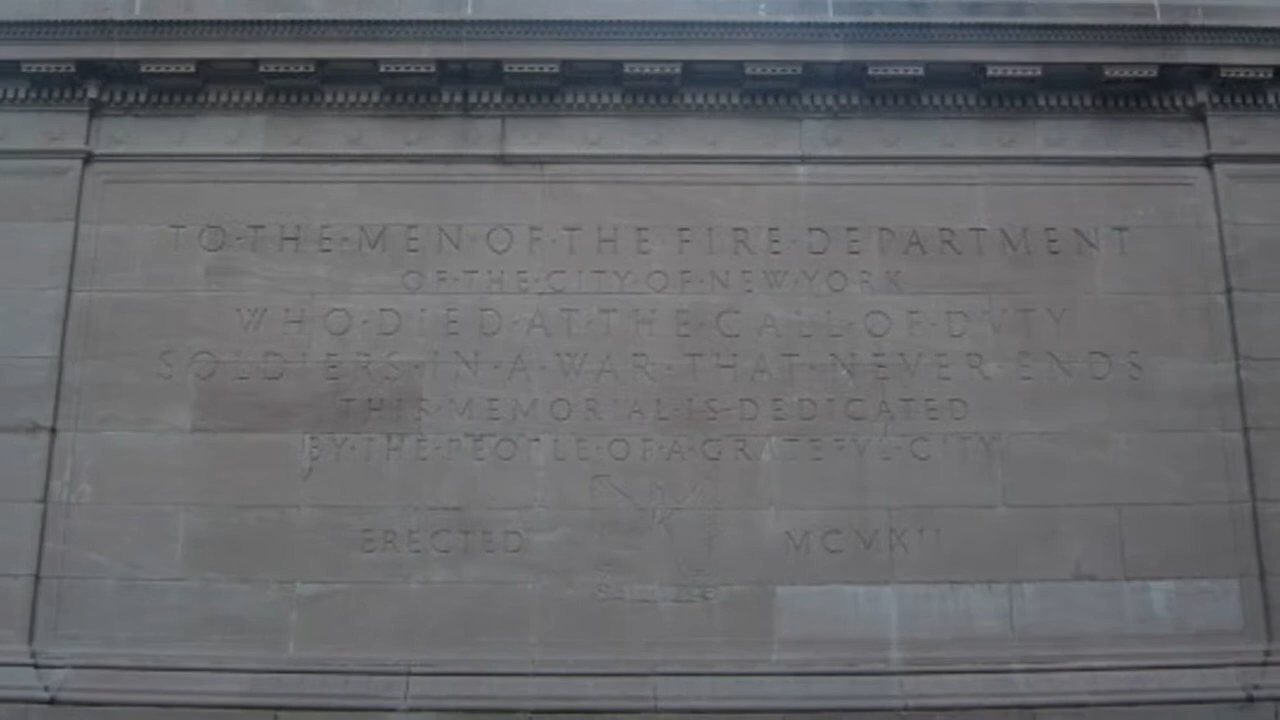 TO·THE·MEN·OF·THE FIRE·DEPARTMENT
OF·THE·CITY·OF·NEW·YORK
WHO·DIED·AT·THE·CALL·OF·DVTY
SOLDIERS·IN·A·WAR·THAT·NEVER·ENDS
THIS·MEMORIAL·IS·DEDICATED
BY·THE·PEOPLE·OF·A·GRATEFVL·CITY
ERECTED MCMXII